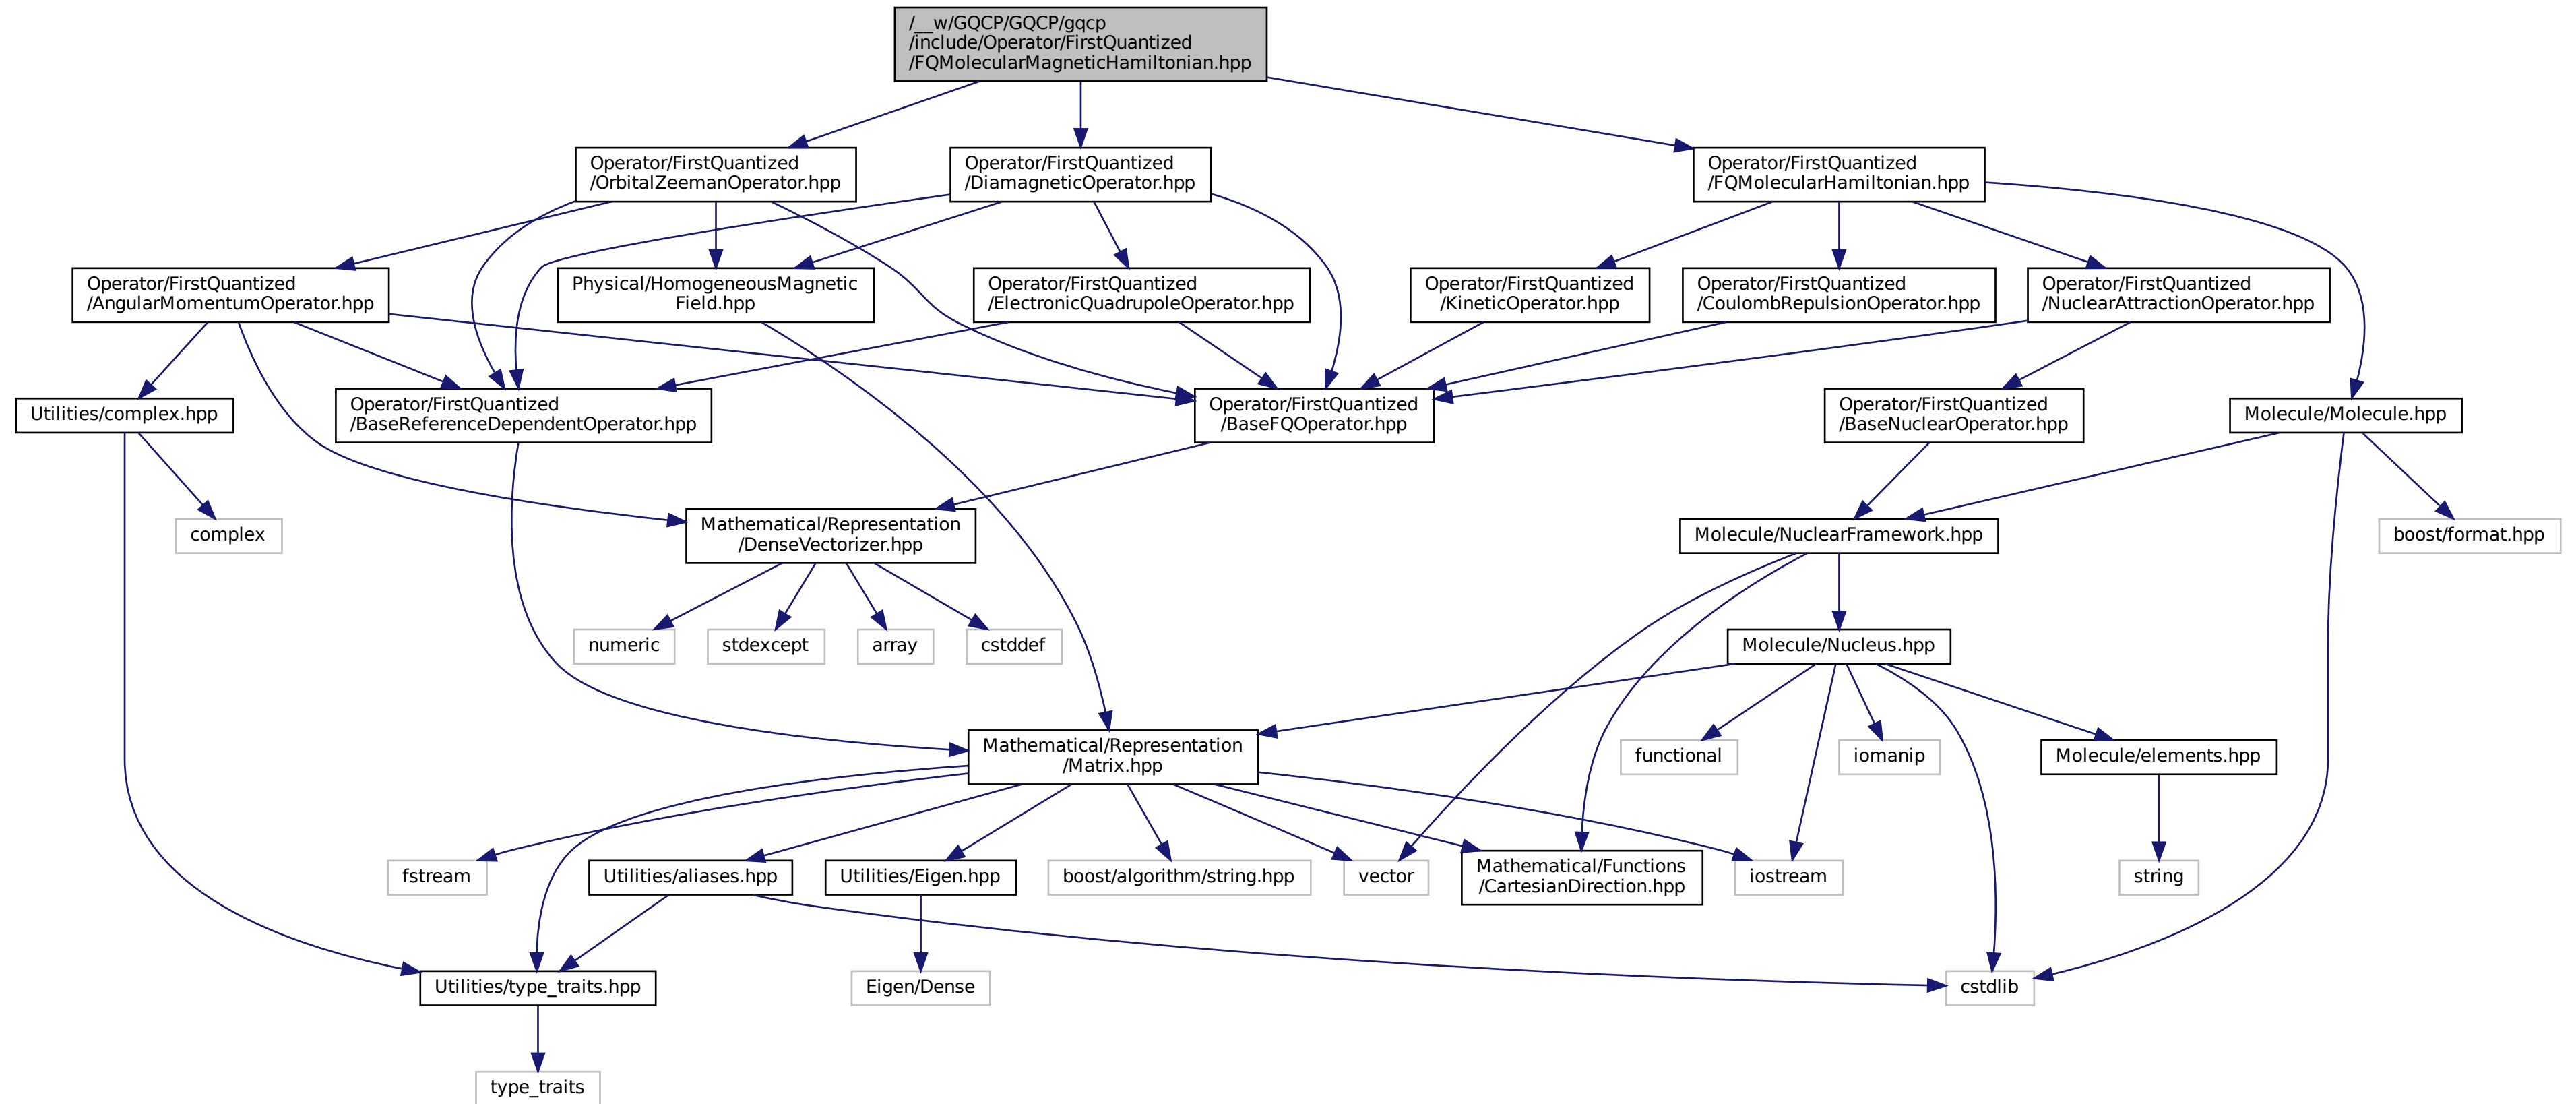 /__w/GQCP/GQCP/gqcp
/include/Operator/FirstQuantized
/FQMolecularMagneticHamiltonian.hpp
Operator/FirstQuantized
/OrbitalZeemanOperator.hpp
Operator/FirstQuantized
/DiamagneticOperator.hpp
Operator/FirstQuantized
/FQMolecularHamiltonian.hpp
Operator/FirstQuantized
/AngularMomentumOperator.hpp
Physical/HomogeneousMagnetic
Field.hpp
Operator/FirstQuantized
/ElectronicQuadrupoleOperator.hpp
Operator/FirstQuantized
/KineticOperator.hpp
Operator/FirstQuantized
/CoulombRepulsionOperator.hpp
Operator/FirstQuantized
/NuclearAttractionOperator.hpp
Utilities/complex.hpp
Operator/FirstQuantized
/BaseReferenceDependentOperator.hpp
Operator/FirstQuantized
/BaseFQOperator.hpp
Operator/FirstQuantized
/BaseNuclearOperator.hpp
Molecule/Molecule.hpp
complex
Mathematical/Representation
/DenseVectorizer.hpp
Molecule/NuclearFramework.hpp
boost/format.hpp
numeric
stdexcept
array
cstddef
Molecule/Nucleus.hpp
Mathematical/Representation
/Matrix.hpp
functional
iomanip
Molecule/elements.hpp
fstream
Utilities/aliases.hpp
Utilities/Eigen.hpp
boost/algorithm/string.hpp
vector
Mathematical/Functions
/CartesianDirection.hpp
iostream
string
Utilities/type_traits.hpp
Eigen/Dense
cstdlib
type_traits